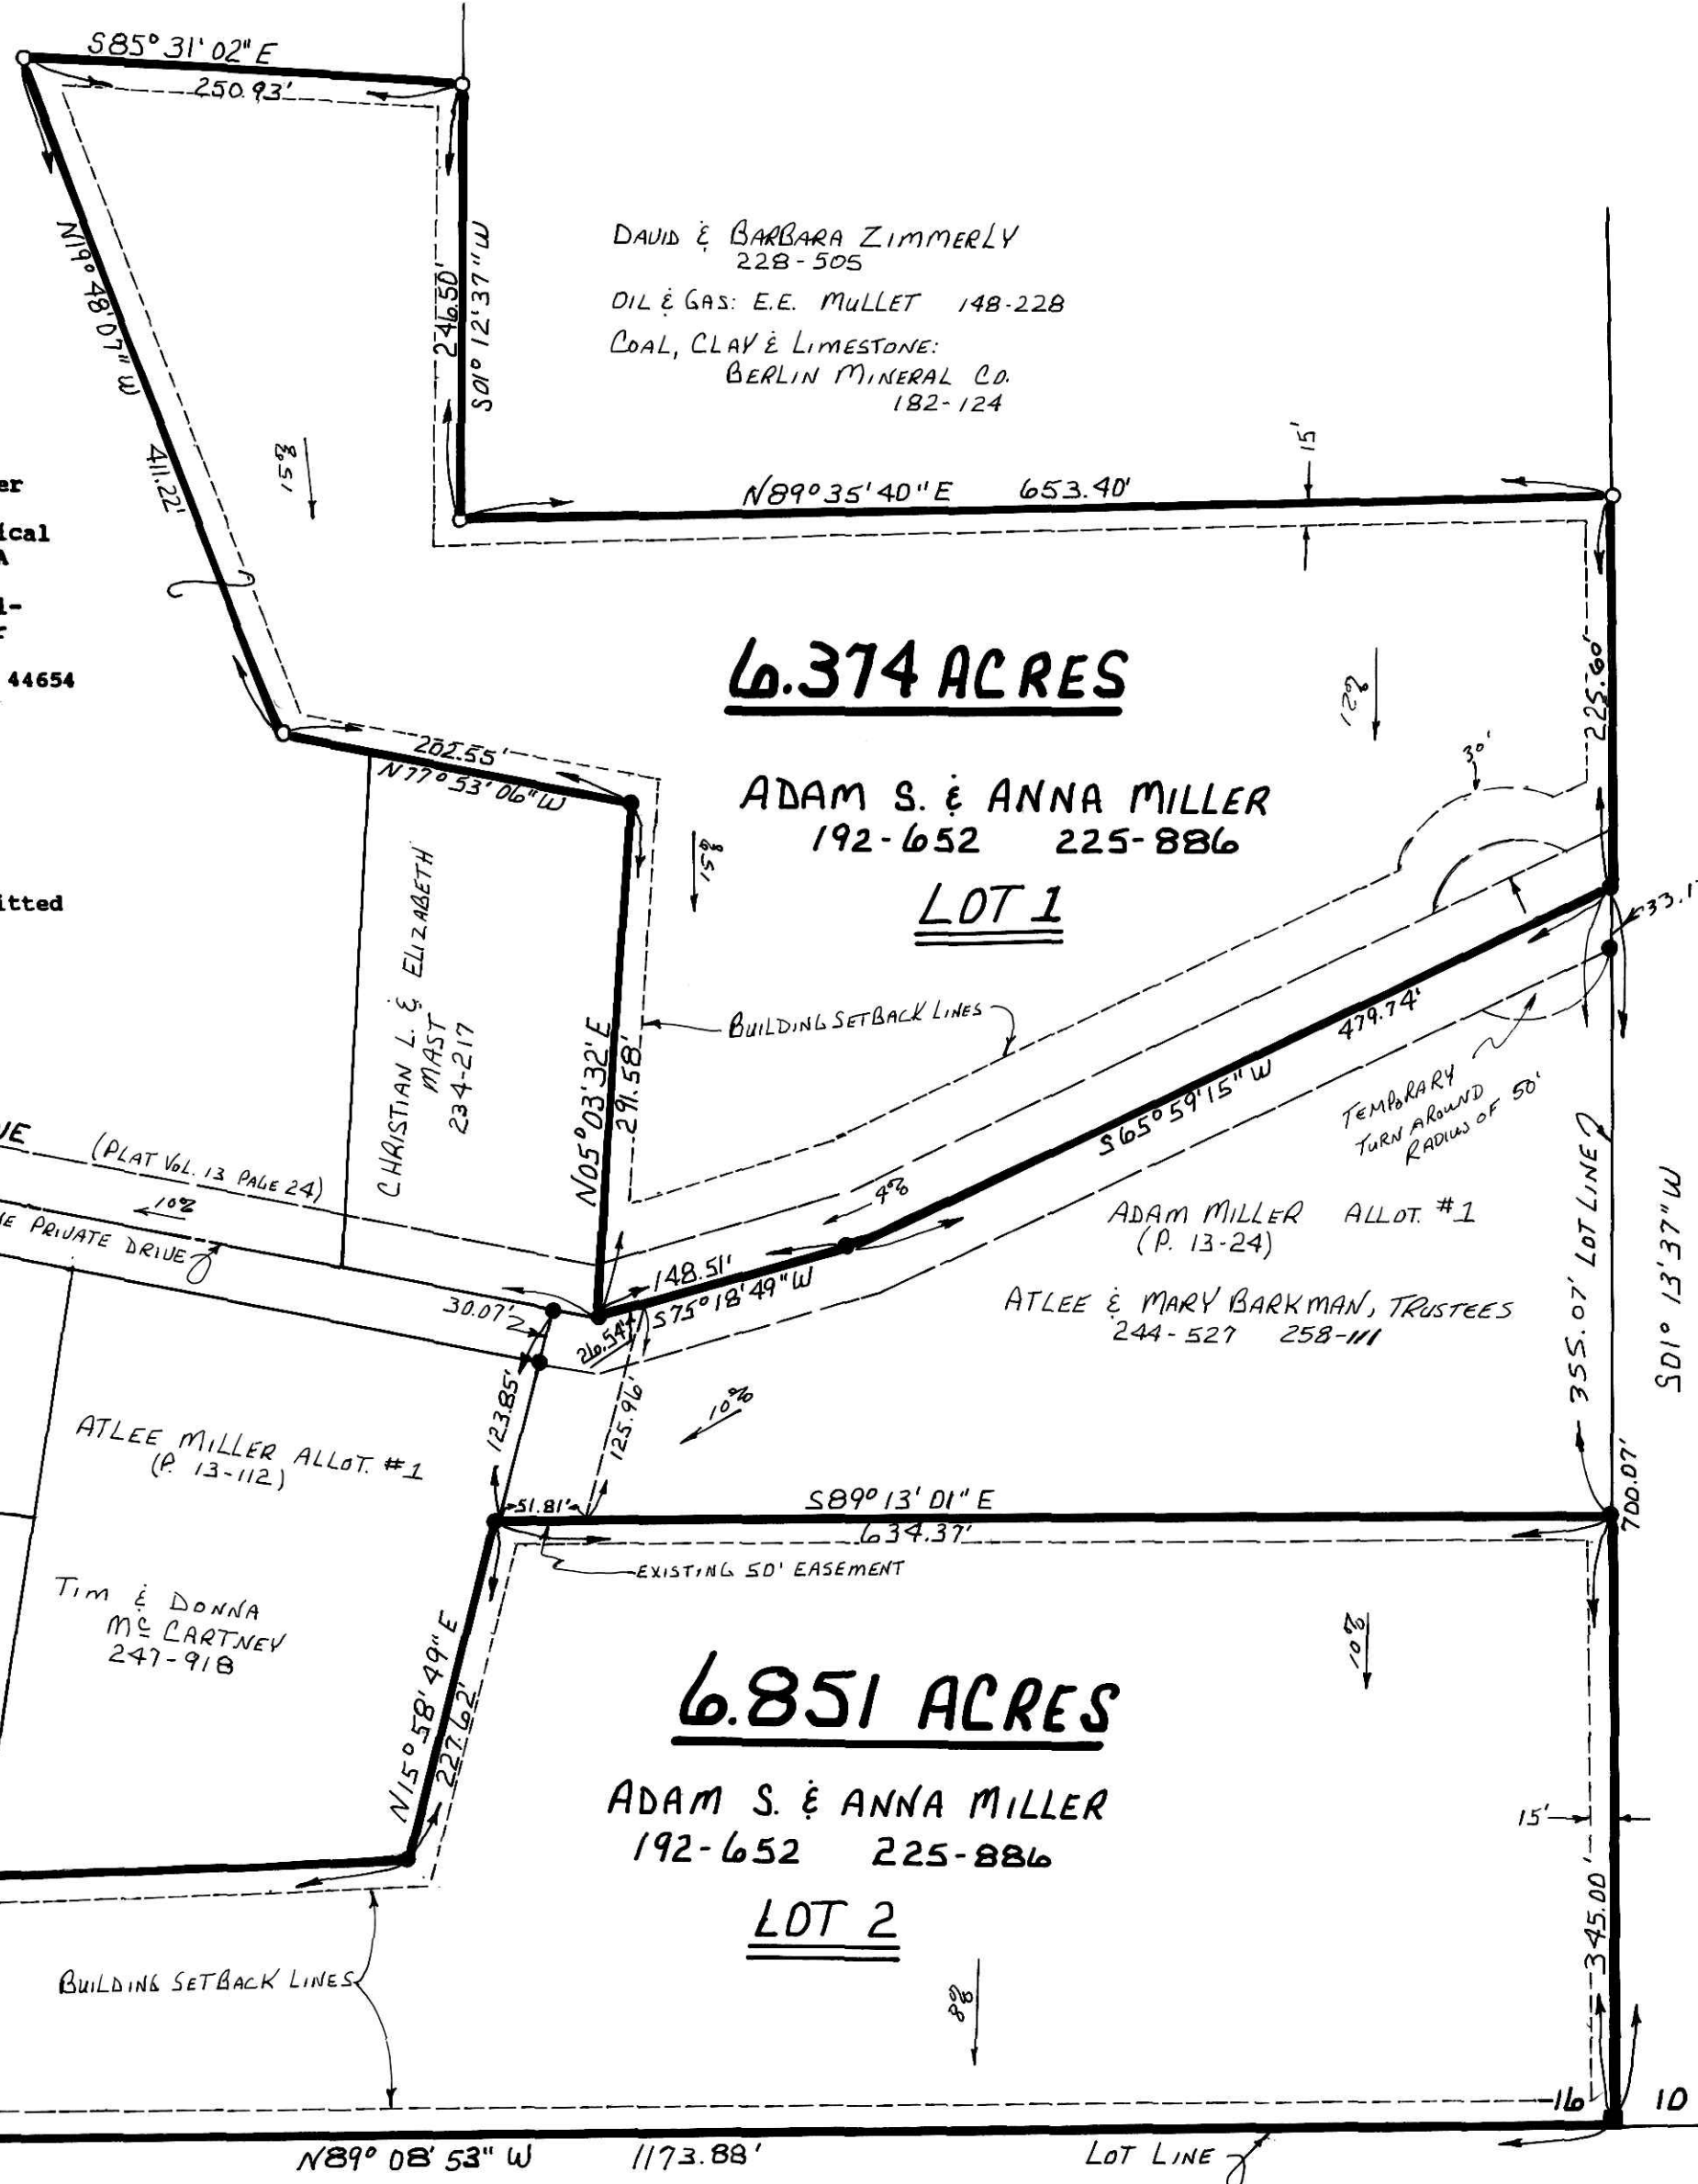 S85° 31' 02" E
250.93'
N19° 48' 07" W
411.22'
246.50'
S01° 12' 37" W
DAVID & BARBARA ZIMMERLY
228-505
OIL & GAS: E.E. MULLET 148-228
COAL, CLAY & LIMESTONE:
BERLIN MINERAL CO.
182-124
15%
N89° 35' 40" E 653.40'
15'
er
ical
A
l-
44654
itted
6.374 ACRES
12%
225.60'
30'
202.55'
N77° 53' 06" W
ADAM S. & ANNA MILLER
192-652 225-886
LOT 1
15%
33.1
CHRISTIAN L. & ELIZABETH
MAST
234-217
N05° 03' 32' E
291.58'
BUILDING SETBACK LINES
479.74'
S65° 59' 15" W
TEMPORARY
TURN AROUND
RADIUS OF 50'
VE
(PLAT VOL. 13 PAGE 24)
10%
NE PRIVATE DRIVE
4%
ADAM MILLER ALLOT. #1
(P. 13-24)
ATLEE & MARY BARKMAN, TRUSTEES
244-527 258-111
355.07' LOT LINE
S01° 13' 37" W
148.51'
S75° 18' 49" W
30.07'
26.54'
123.85'
125.96'
10%
ATLEE MILLER ALLOT. #1
(P. 13-112)
51.81'
S89° 13' 01" E
634.37'
700.07'
EXISTING 50' EASEMENT
TIM & DONNA
MC CARTNEY
247-918
N15° 58' 49" E
227.62'
10%
6.851 ACRES
ADAM S. & ANNA MILLER
192-652 225-886
LOT 2
15'
345.00'
BUILDING SETBACK LINES
8%
16 10
N89° 08' 53" W 1173.88'
LOT LINE